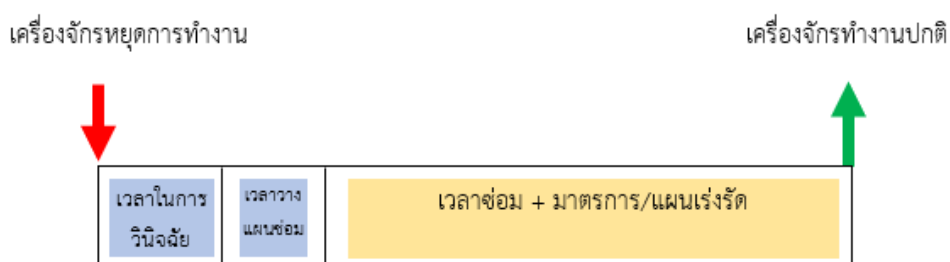 เครื่องจักรหยุดการทำงาน
เครื่องจักรทำงานปกติ
เวลาในการ
วินิจฉัย
เวลาวาง
แผนซ่อม
เวลาซ่อม + มาตรการ/แผนเร่งรัด